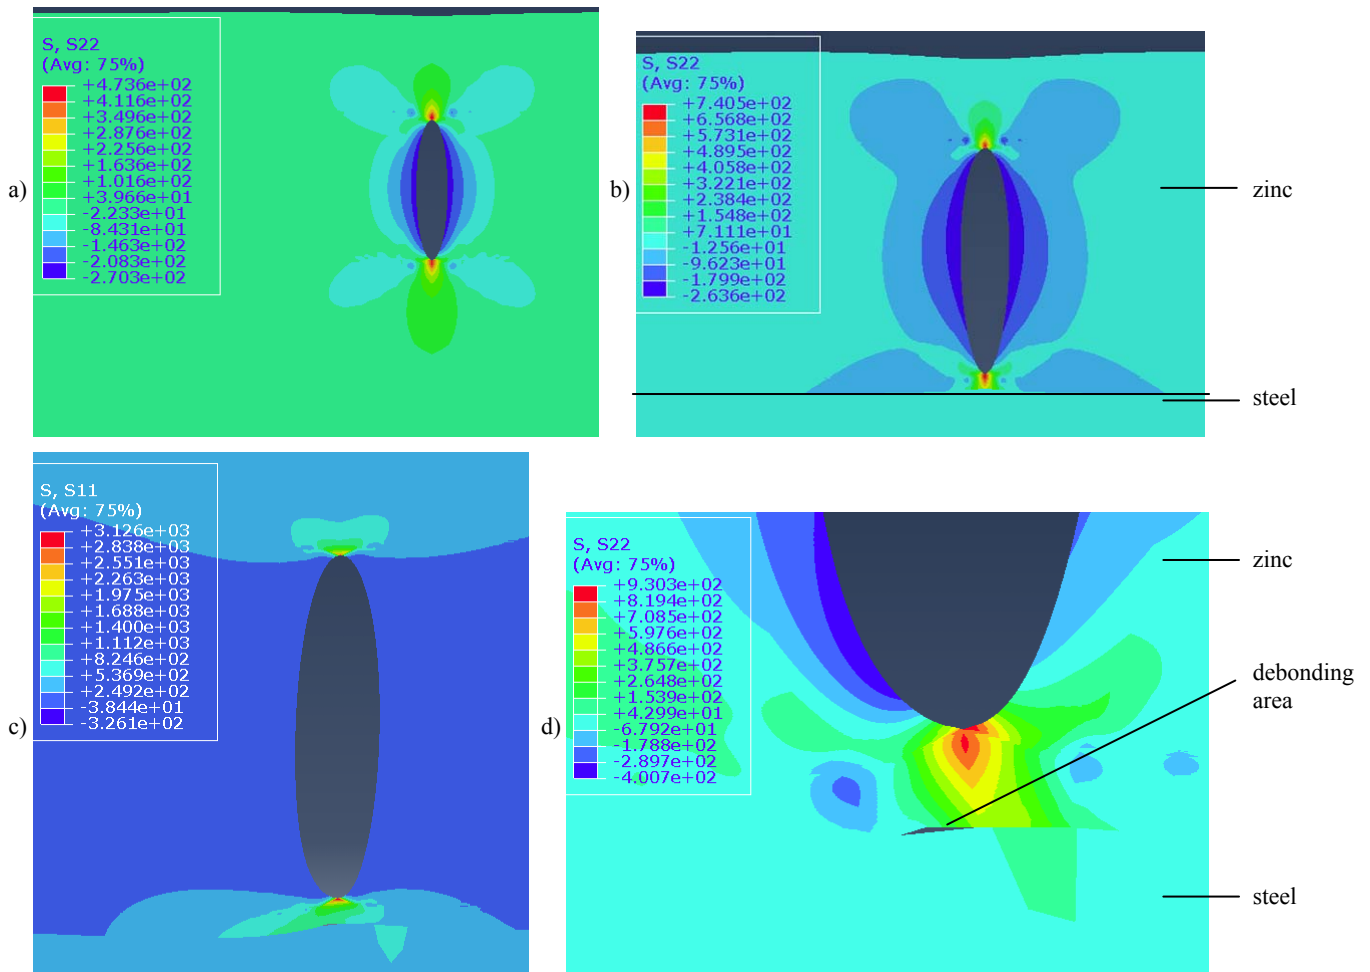 a)
S, S22
(Avg: 75%)
+4.736e+02
+4.116e+02
+3.496e+02
+2.876e+02
+2.256e+02
+1.636e+02
+1.016e+02
+3.966e+01
-2.233e+01
-8.431e+01
-1.463e+02
-2.083e+02
-2.703e+02
b)
S, S22
(Avg: 75%)
+7.405e+02
+6.568e+02
+5.731e+02
+4.895e+02
+4.058e+02
+3.221e+02
+2.384e+02
+1.548e+02
+7.111e+01
-1.256e+01
-9.623e+01
-1.799e+02
-2.636e+02
zinc
steel
c)
S, S11
(Avg: 75%)
+3.126e+03
+2.838e+03
+2.551e+03
+2.263e+03
+1.975e+03
+1.688e+03
+1.400e+03
+1.112e+03
+8.246e+02
+5.369e+02
+2.492e+02
-3.844e+01
-3.261e+02
d)
S, S22
(Avg: 75%)
+9.303e+02
+8.194e+02
+7.085e+02
+5.976e+02
+4.866e+02
+3.757e+02
+2.648e+02
+1.539e+02
+4.299e+01
-6.792e+01
-1.788e+02
-2.897e+02
-4.007e+02
zinc
debonding
area
steel